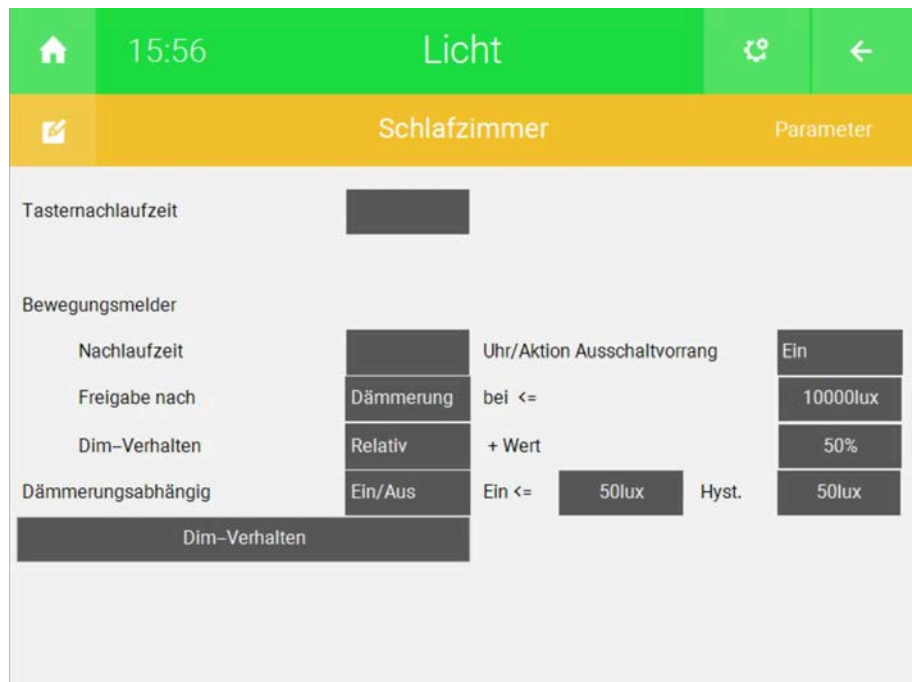 15:56 Licht
Schlafzimmer Parameter
Tasternachlaufzeit
Bewegungsmelder
Nachlaufzeit Uhr/Aktion Ausschaltvorrang Ein
Freigabe nach Dämmerung bei <= 10000lux
Dim-Verhalten Relativ + Wert 50%
Dämmerungsabhängig Ein/Aus Ein <= 50lux Hyst. 50lux
Dim-Verhalten